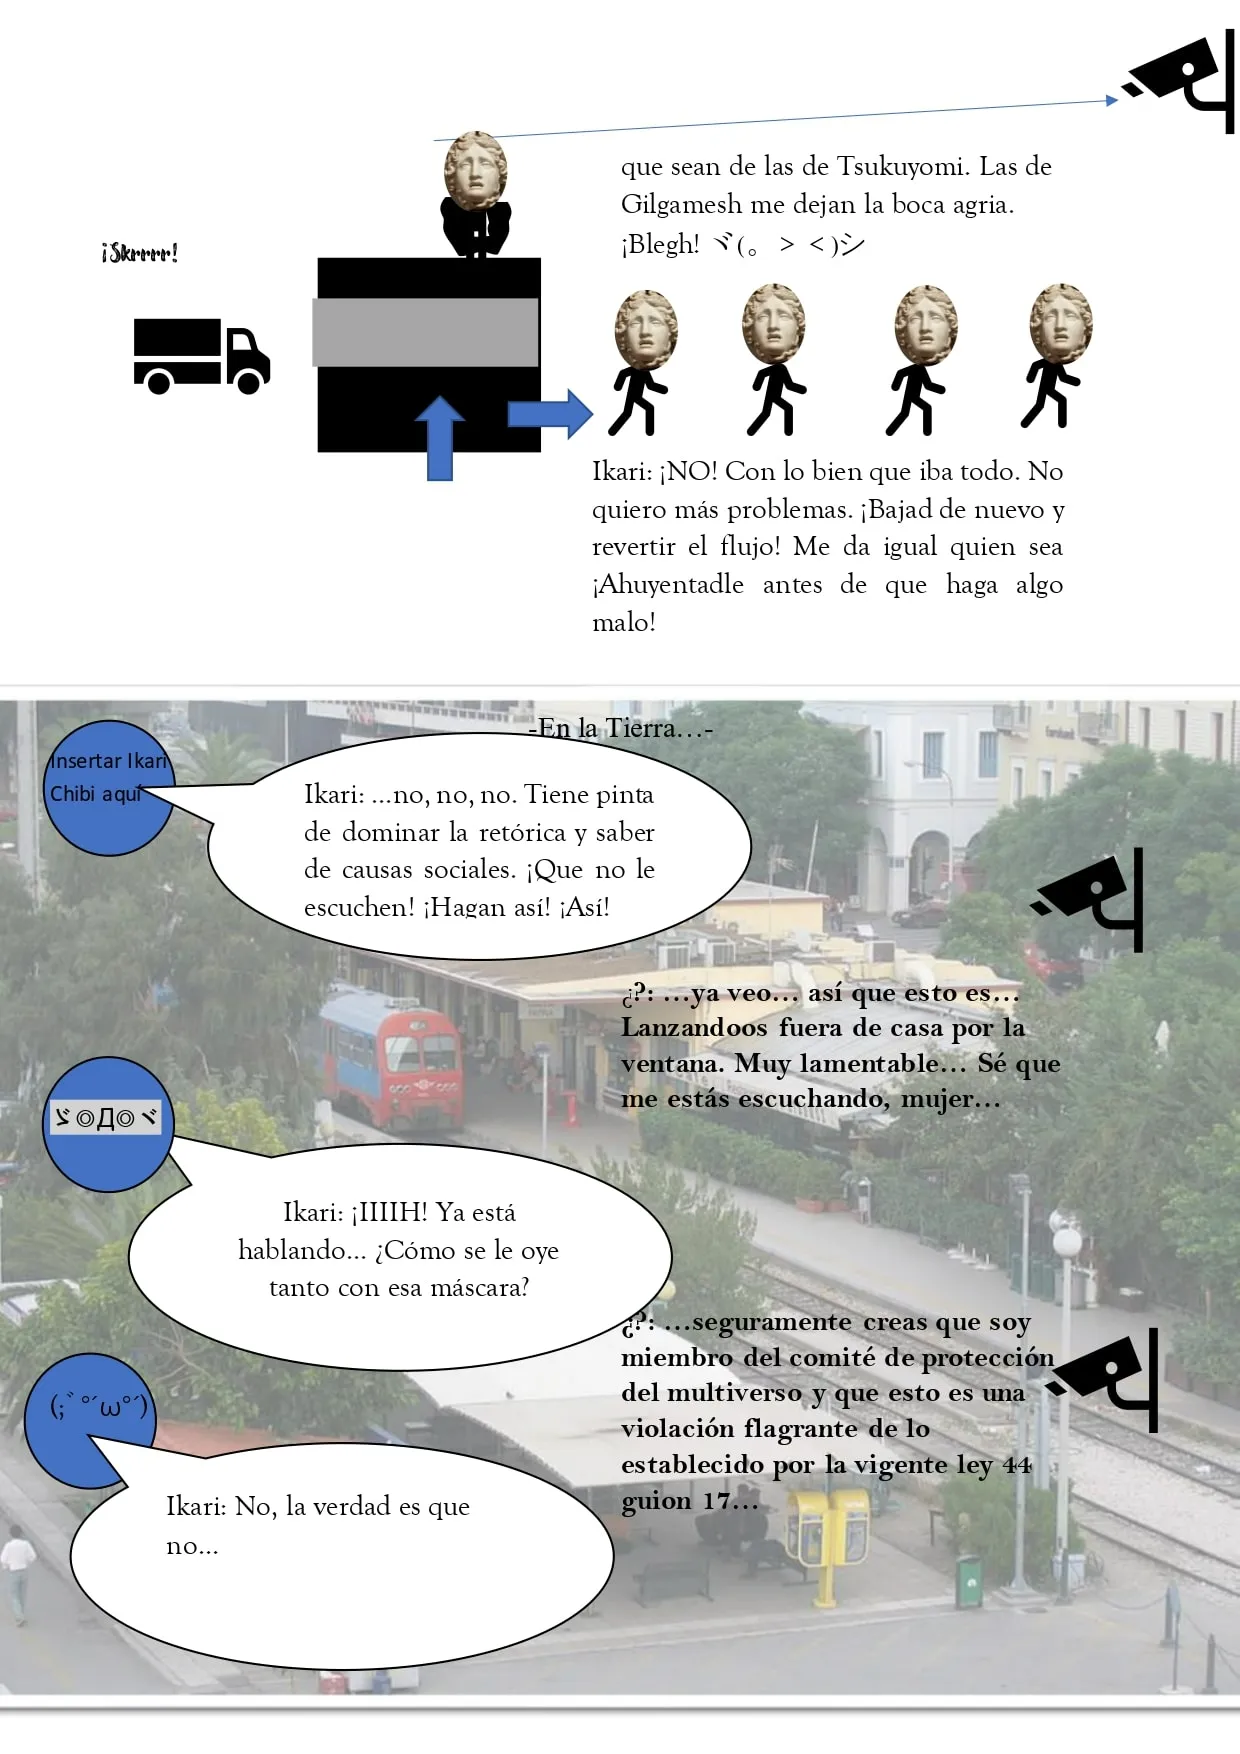 que sean de las de Tsukuyomi. Las de
Gilgamesh me dejan la boca agria.
¡Blegh! ヾ(。＞＜)シ
¡Skrrrr!
Ikari: ¡NO! Con lo bien que iba todo. No
quiero más problemas. ¡Bajad de nuevo y
revertir el flujo! Me da igual quien sea
¡Ahuyentadle antes de que haga algo
malo!
-En la Tierra…-
Insertar Ikari
Chibi aquí
Ikari: …no, no, no. Tiene pinta
de dominar la retórica y saber
de causas sociales. ¡Que no le
escuchen! ¡Hagan así! ¡Así!
¿?: …ya veo… así que esto es…
Lanzandoos fuera de casa por la
ventana. Muy lamentable… Sé que
me estás escuchando, mujer…
ゞ◎Д◎ヾ
Ikari: ¡IIIIH! Ya está
hablando… ¿Cómo se le oye
tanto con esa máscara?
¿?: …seguramente creas que soy
miembro del comité de protección
del multiverso y que esto es una
violación flagrante de lo
establecido por la vigente ley 44
guion 17…
(;ﾞ°´ω°´)
Ikari: No, la verdad es que
no…